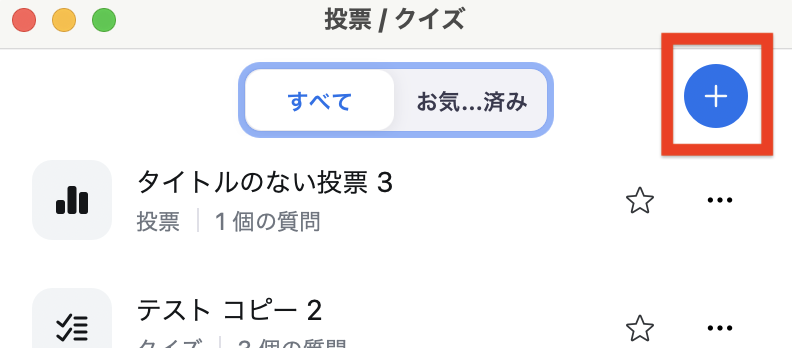 投票 / クイズ
すべて
お気...済み
タイトルのない投票 3
投票
1 個の質問
テスト コピー 2
クイズ
3 個の質問